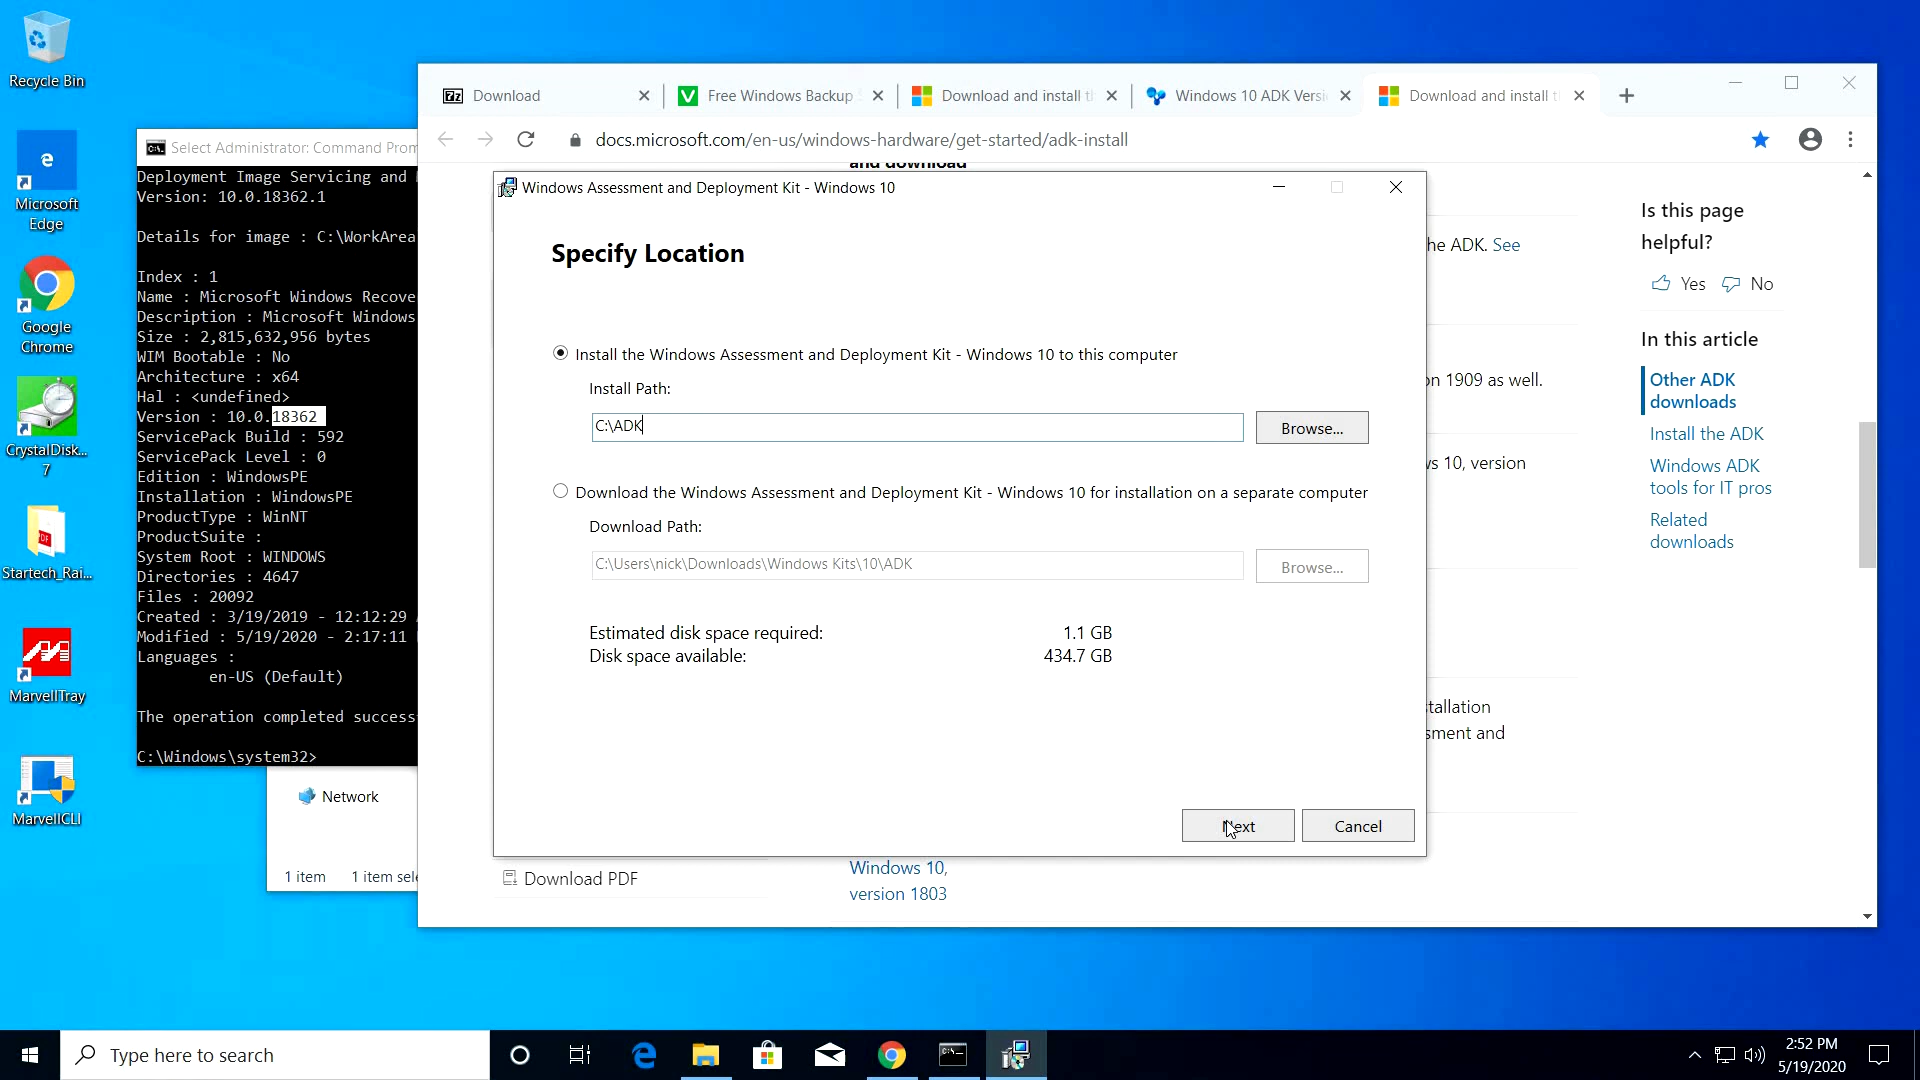 Recycle Bin
Microsoft
Edge
Google
Chrome
CrystalDisk...
7
Startech_Rai...
MarvellTray
MarvellCLI
Select Administrator: Command Prom
Deployment Image Servicing and
Version: 10.0.18362.1
Details for image : C:\WorkArea
Index : 1
Name : Microsoft Windows Recove
Description : Microsoft Windows
Size : 2,815,632,956 bytes
WIM Bootable : No
Architecture : x64
Hal : <undefined>
Version : 10.0.18362
ServicePack Build : 592
ServicePack Level : 0
Edition : WindowsPE
Installation : WindowsPE
ProductType : WinNT
ProductSuite :
System Root : WINDOWS
Directories : 4647
Files : 20092
Created : 3/19/2019 - 12:12:29
Modified : 5/19/2020 - 2:17:11
Languages :
en-US (Default)
The operation completed success
C:\Windows\system32>
Network
1 item 1 item sele
7z Download
V Free Windows Backup
Download and install t
Windows 10 ADK Versi
Download and install t
docs.microsoft.com/en-us/windows-hardware/get-started/adk-install
and download
Windows Assessment and Deployment Kit - Windows 10
Specify Location
Install the Windows Assessment and Deployment Kit - Windows 10 to this computer
Install Path:
C:\ADK
Browse...
Download the Windows Assessment and Deployment Kit - Windows 10 for installation on a separate computer
Download Path:
C:\Users\nick\Downloads\Windows Kits\10\ADK
Browse...
Estimated disk space required: 1.1 GB
Disk space available: 434.7 GB
Next
Cancel
he ADK. See
on 1909 as well.
ws 10, version
stallation
sment and
Download PDF
Windows 10,
version 1803
Is this page
helpful?
Yes No
In this article
Other ADK
downloads
Install the ADK
Windows ADK
tools for IT pros
Related
downloads
Type here to search
2:52 PM
5/19/2020